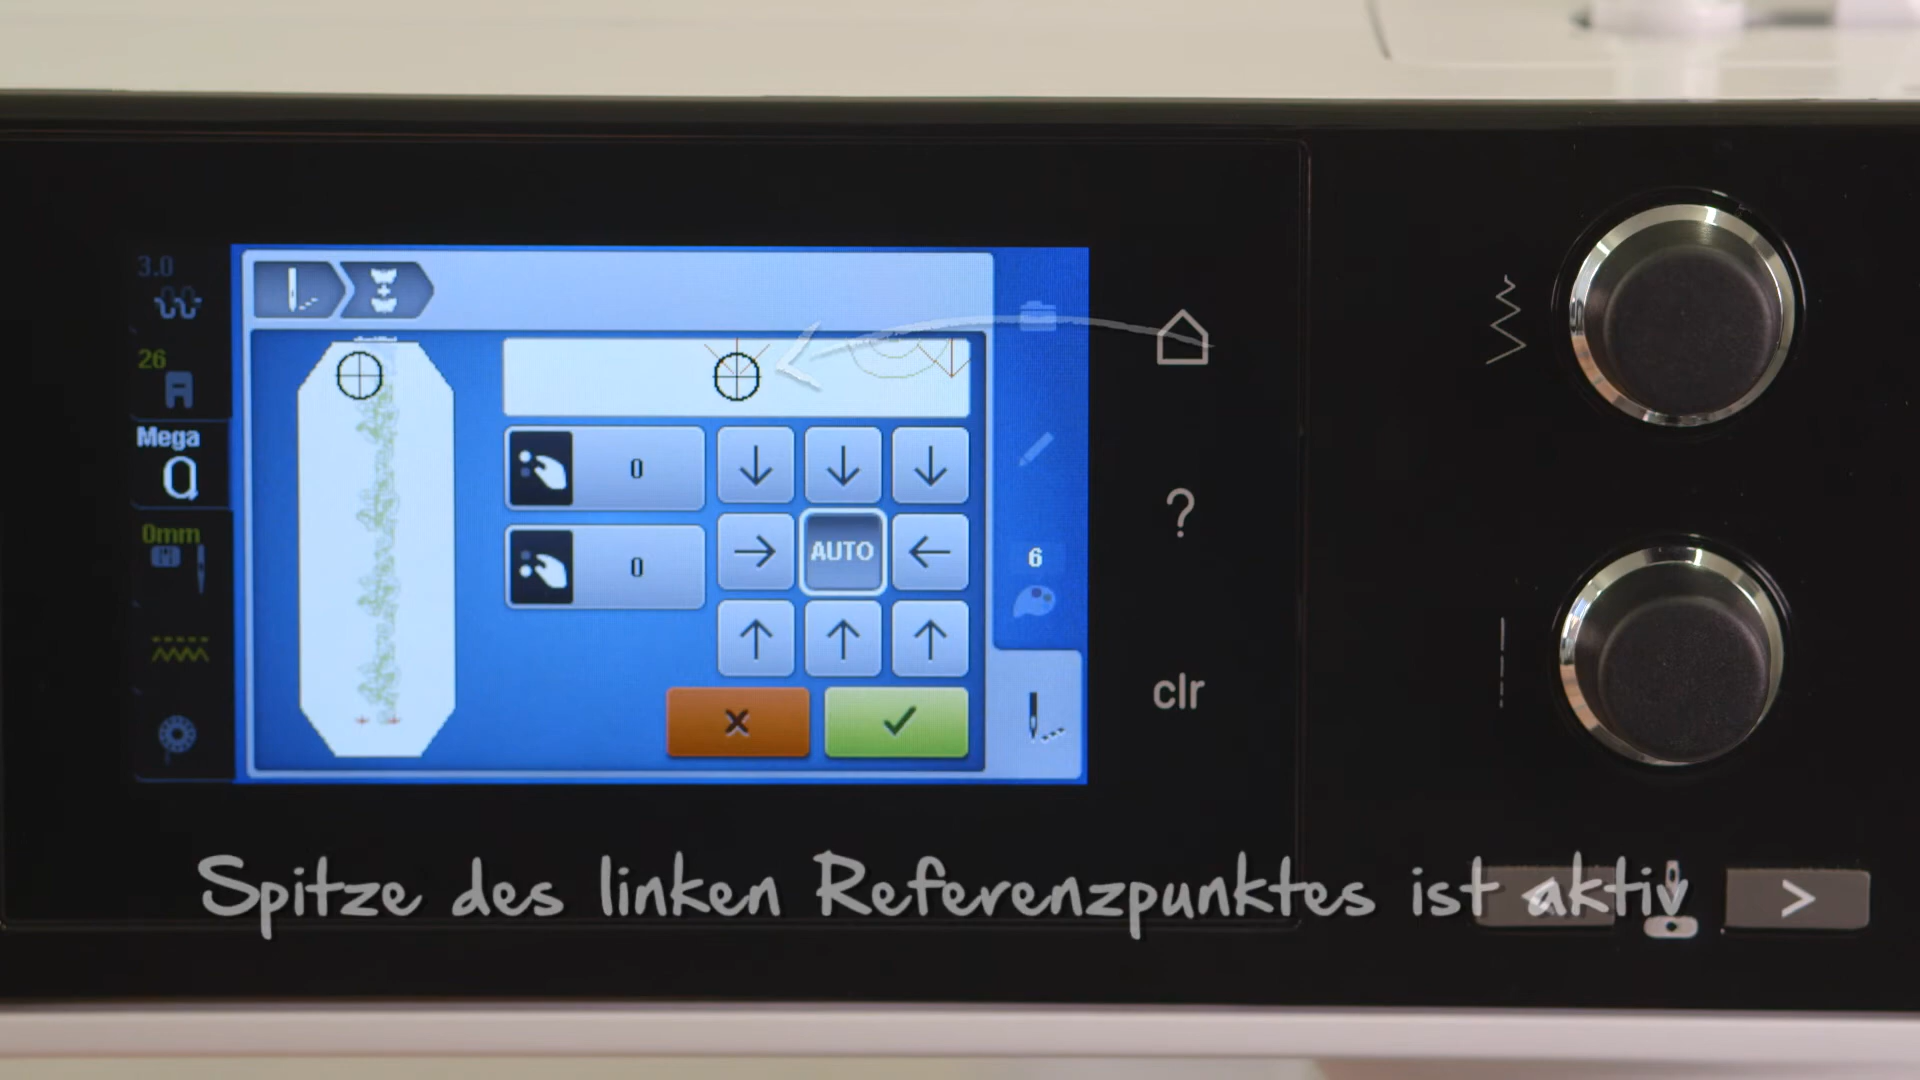 3.0
26
Mega
0mm
0
0
AUTO
6
?
clr
Spitze des linken Referenzpunktes ist aktiv